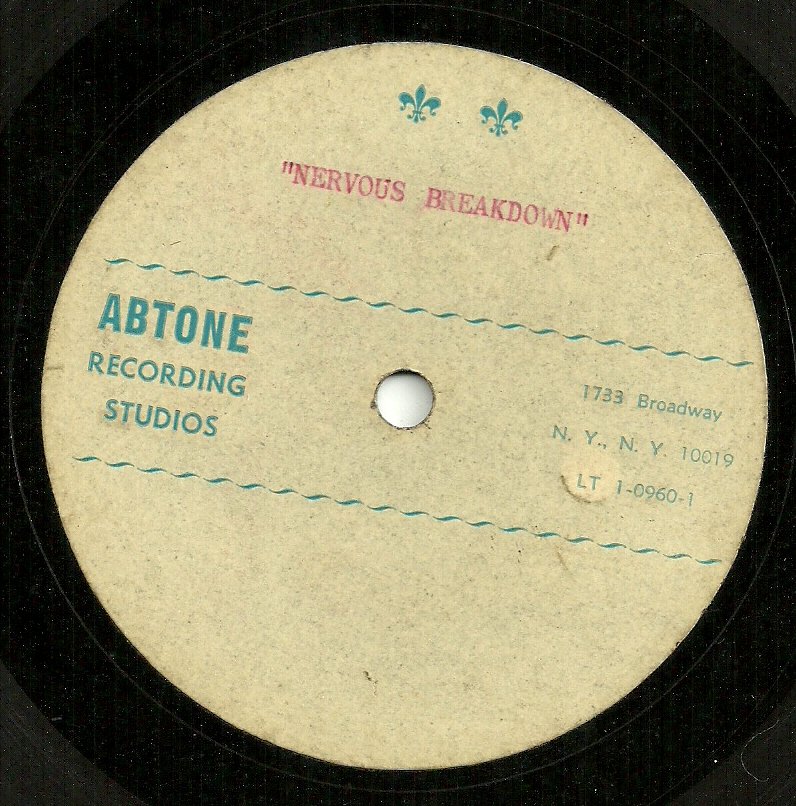 "NERVOUS BREAKDOWN"
ABTONE
RECORDING
STUDIOS
1733 Broadway
N. Y., N. Y. 10019
LT 1-0960-1